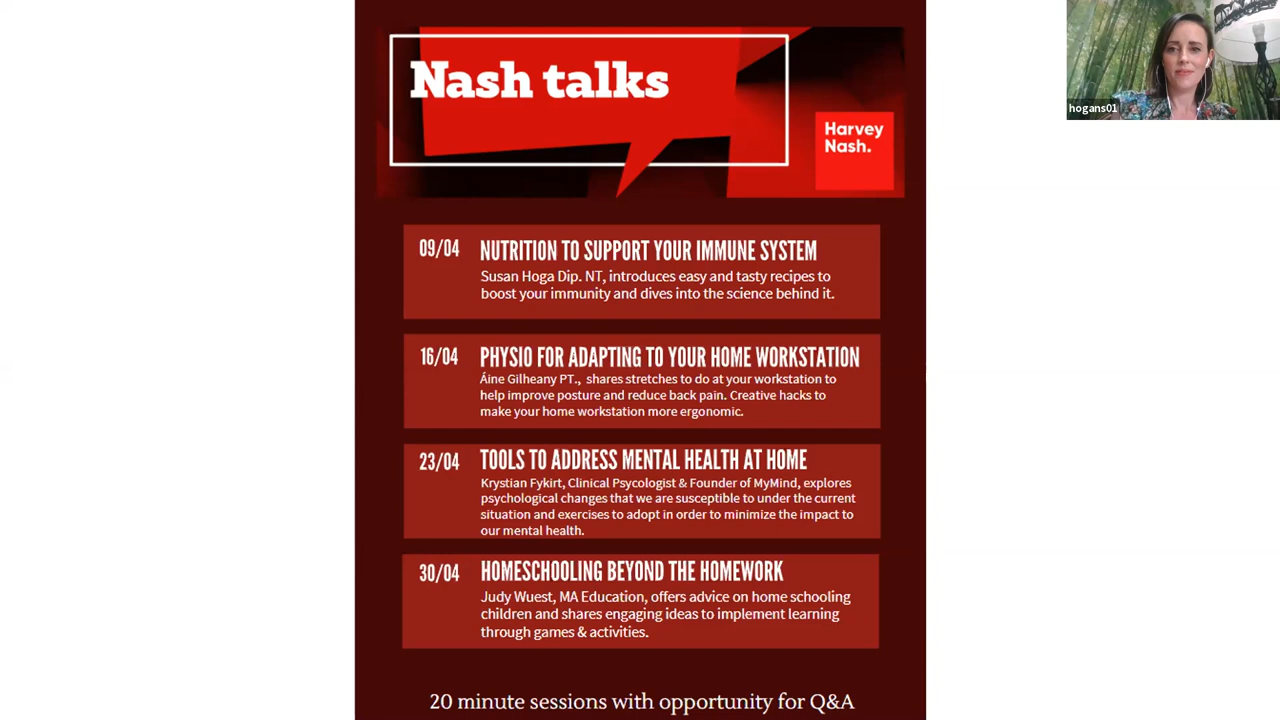 Nash talks
Harvey
Nash.
hogans01
09/04
NUTRITION TO SUPPORT YOUR IMMUNE SYSTEM
Susan Hoga Dip. NT, introduces easy and tasty recipes to
boost your immunity and dives into the science behind it.
16/04
PHYSIO FOR ADAPTING TO YOUR HOME WORKSTATION
Áine Gilheany PT., shares stretches to do at your workstation to
help improve posture and reduce back pain. Creative hacks to
make your home workstation more ergonomic.
23/04
TOOLS TO ADDRESS MENTAL HEALTH AT HOME
Krystian Fykirt, Clinical Psycologist & Founder of MyMind, explores
psychological changes that we are susceptible to under the current
situation and exercises to adopt in order to minimize the impact to
our mental health.
30/04
HOMESCHOOLING BEYOND THE HOMEWORK
Judy Wuest, MA Education, offers advice on home schooling
children and shares engaging ideas to implement learning
through games & activities.
20 minute sessions with opportunity for Q&A